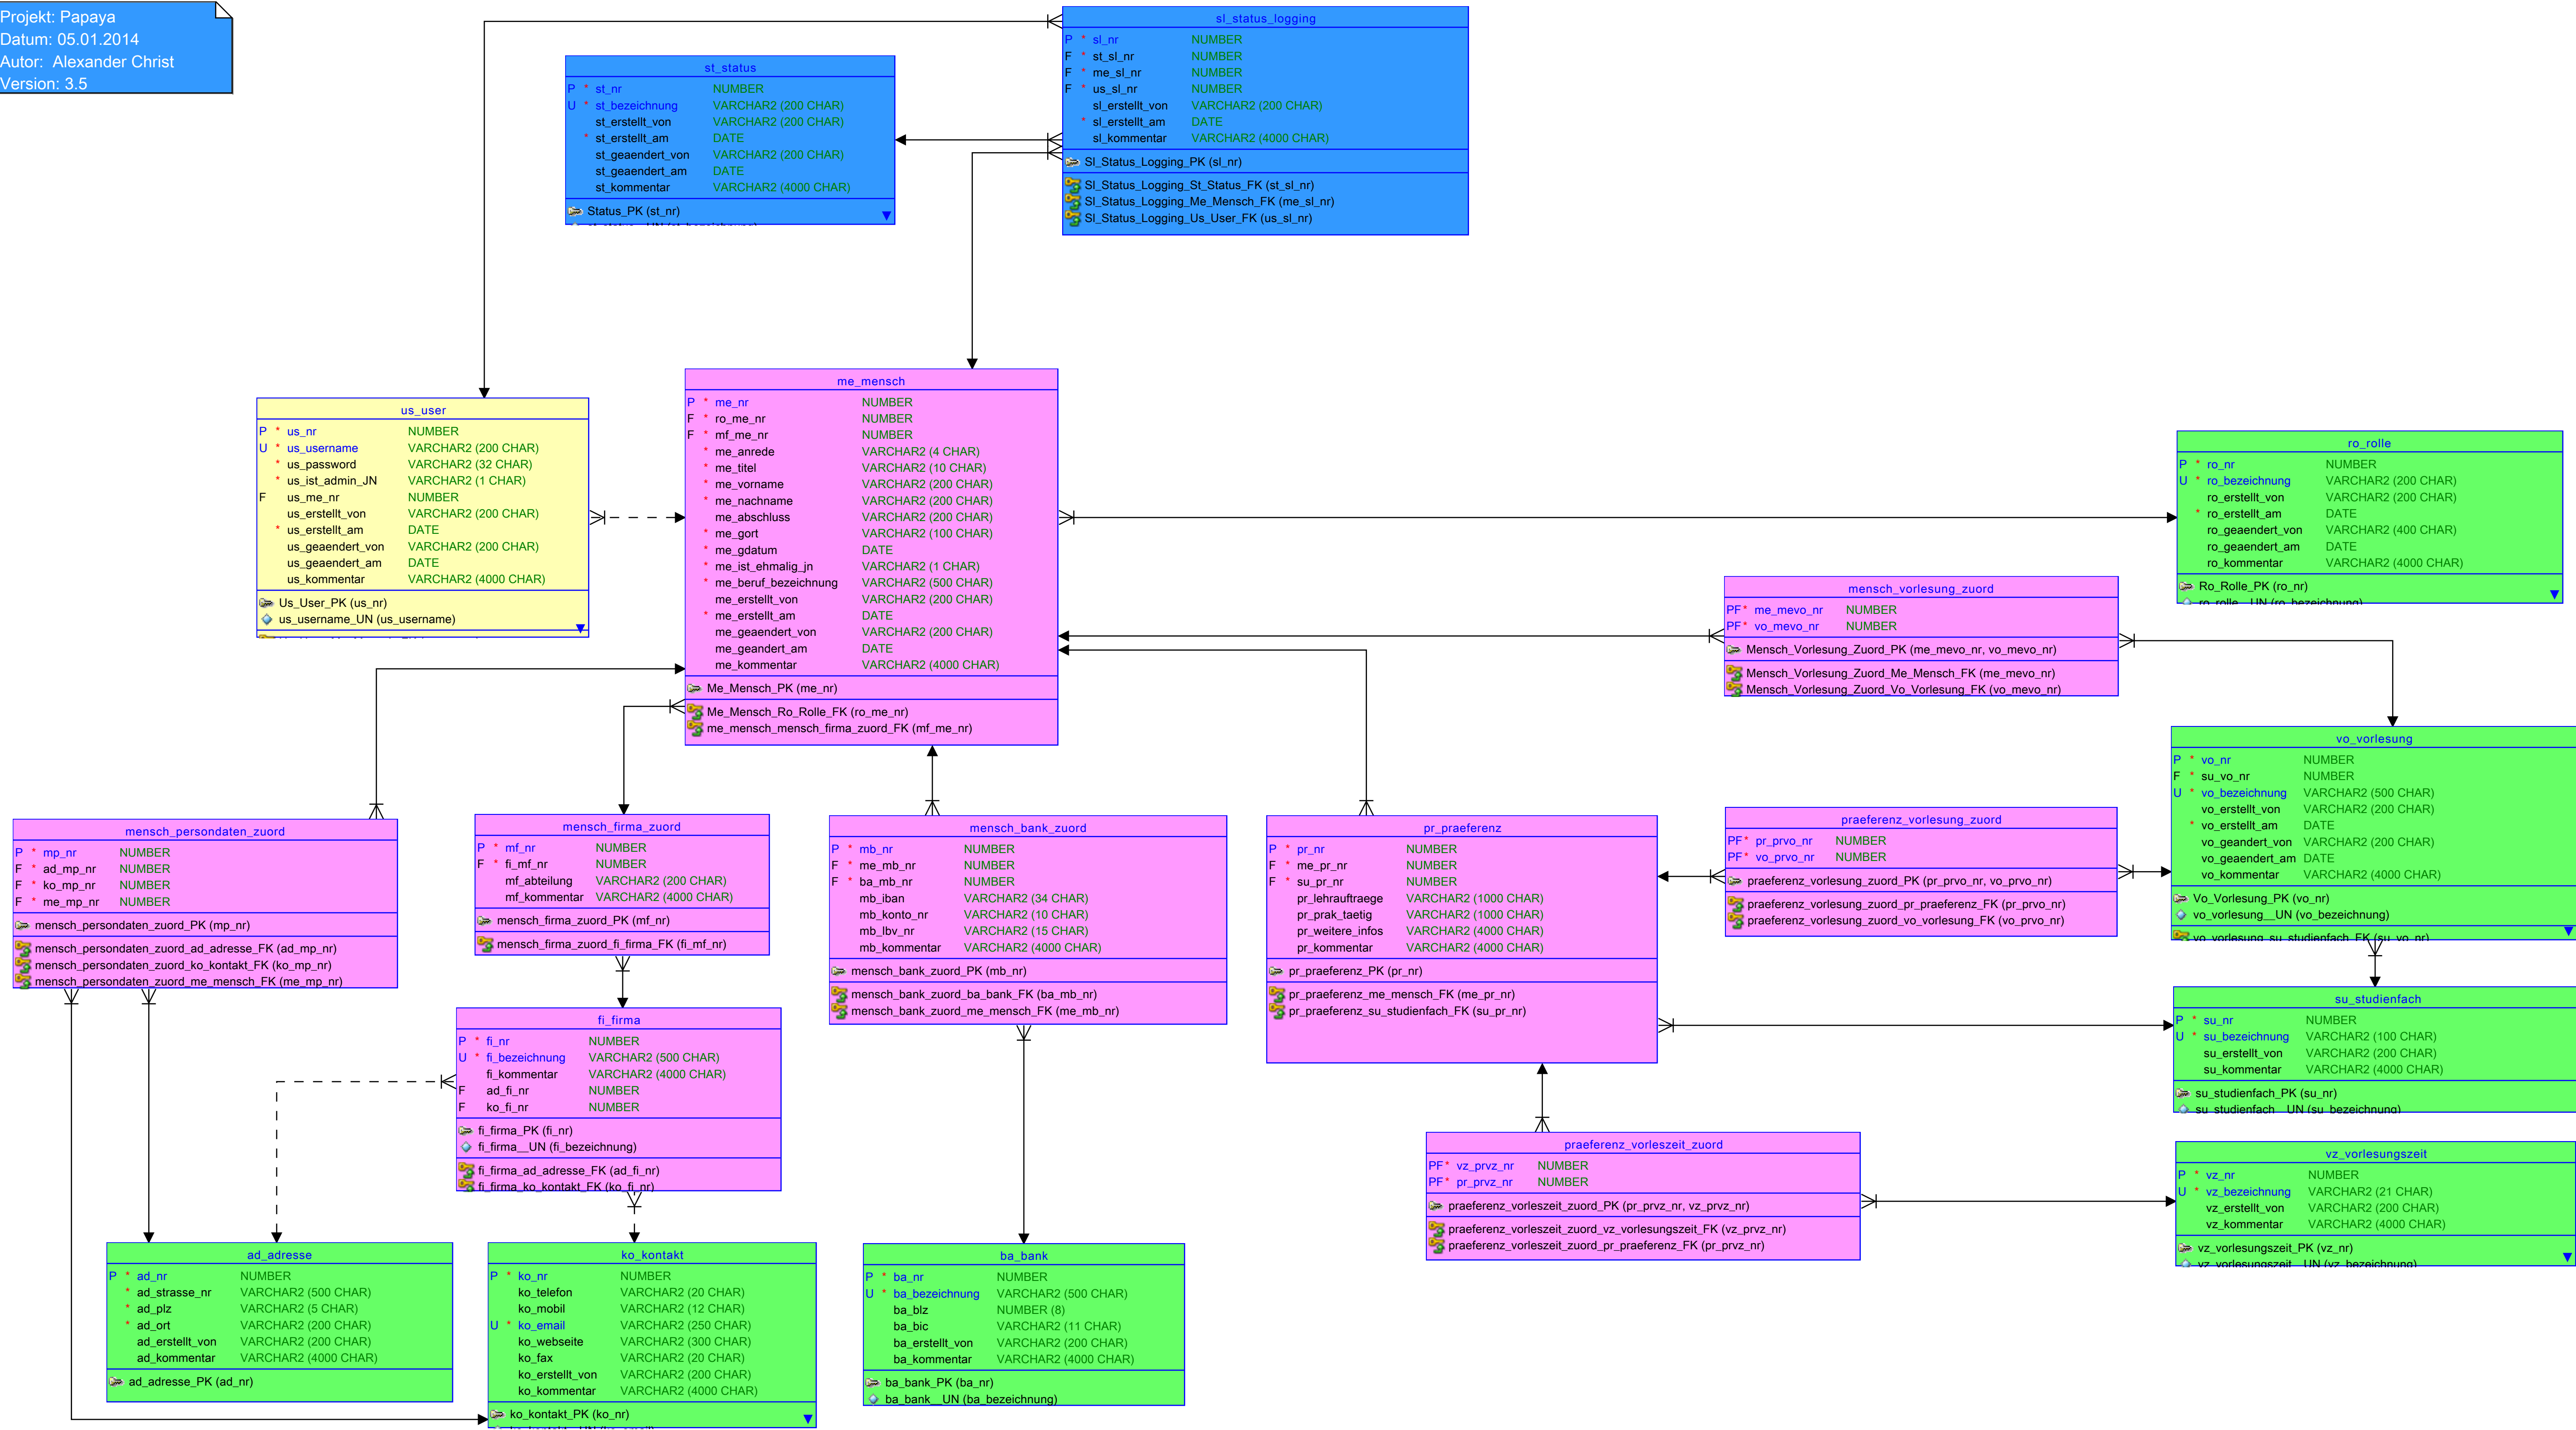 Projekt: Papaya
Datum: 05.01.2014
Autor:  Alexander Christ
Version: 3.5
sl_status_logging
P * sl_nr NUMBER
F * st_sl_nr NUMBER
F * me_sl_nr NUMBER
F * us_sl_nr NUMBER
sl_erstellt_von VARCHAR2 (200 CHAR)
* sl_erstellt_am DATE
sl_kommentar VARCHAR2 (4000 CHAR)
Sl_Status_Logging_PK (sl_nr)
Sl_Status_Logging_St_Status_FK (st_sl_nr)
Sl_Status_Logging_Me_Mensch_FK (me_sl_nr)
Sl_Status_Logging_Us_User_FK (us_sl_nr)
st_status
P * st_nr NUMBER
U * st_bezeichnung VARCHAR2 (200 CHAR)
st_erstellt_von VARCHAR2 (200 CHAR)
* st_erstellt_am DATE
st_geaendert_von VARCHAR2 (200 CHAR)
st_geaendert_am DATE
st_kommentar VARCHAR2 (4000 CHAR)
Status_PK (st_nr)
us_user
P * us_nr NUMBER
U * us_username VARCHAR2 (200 CHAR)
* us_password VARCHAR2 (32 CHAR)
* us_ist_admin_JN VARCHAR2 (1 CHAR)
F us_me_nr NUMBER
us_erstellt_von VARCHAR2 (200 CHAR)
* us_erstellt_am DATE
us_geaendert_von VARCHAR2 (200 CHAR)
us_geaendert_am DATE
us_kommentar VARCHAR2 (4000 CHAR)
Us_User_PK (us_nr)
us_username_UN (us_username)
me_mensch
P * me_nr NUMBER
F * ro_me_nr NUMBER
F * mf_me_nr NUMBER
* me_anrede VARCHAR2 (4 CHAR)
* me_titel VARCHAR2 (10 CHAR)
* me_vorname VARCHAR2 (200 CHAR)
* me_nachname VARCHAR2 (200 CHAR)
me_abschluss VARCHAR2 (200 CHAR)
* me_gort VARCHAR2 (100 CHAR)
* me_gdatum DATE
* me_ist_ehmalig_jn VARCHAR2 (1 CHAR)
* me_beruf_bezeichnung VARCHAR2 (500 CHAR)
me_erstellt_von VARCHAR2 (200 CHAR)
* me_erstellt_am DATE
me_geaendert_von VARCHAR2 (200 CHAR)
me_geandert_am DATE
me_kommentar VARCHAR2 (4000 CHAR)
Me_Mensch_PK (me_nr)
Me_Mensch_Ro_Rolle_FK (ro_me_nr)
me_mensch_mensch_firma_zuord_FK (mf_me_nr)
ro_rolle
P * ro_nr NUMBER
U * ro_bezeichnung VARCHAR2 (200 CHAR)
ro_erstellt_von VARCHAR2 (200 CHAR)
* ro_erstellt_am DATE
ro_geaendert_von VARCHAR2 (400 CHAR)
ro_geaendert_am DATE
ro_kommentar VARCHAR2 (4000 CHAR)
Ro_Rolle_PK (ro_nr)
ro_rolle__UN (ro_bezeichnung)
mensch_vorlesung_zuord
PF * me_mevo_nr NUMBER
PF * vo_mevo_nr NUMBER
Mensch_Vorlesung_Zuord_PK (me_mevo_nr, vo_mevo_nr)
Mensch_Vorlesung_Zuord_Me_Mensch_FK (me_mevo_nr)
Mensch_Vorlesung_Zuord_Vo_Vorlesung_FK (vo_mevo_nr)
vo_vorlesung
P * vo_nr NUMBER
F * su_vo_nr NUMBER
U * vo_bezeichnung VARCHAR2 (500 CHAR)
vo_erstellt_von VARCHAR2 (200 CHAR)
* vo_erstellt_am DATE
vo_geandert_von VARCHAR2 (200 CHAR)
vo_geaendert_am DATE
vo_kommentar VARCHAR2 (4000 CHAR)
Vo_Vorlesung_PK (vo_nr)
vo_vorlesung__UN (vo_bezeichnung)
vo_vorlesung_su_studienfach_FK (su_vo_nr)
mensch_persondaten_zuord
P * mp_nr NUMBER
F * ad_mp_nr NUMBER
F * ko_mp_nr NUMBER
F * me_mp_nr NUMBER
mensch_persondaten_zuord_PK (mp_nr)
mensch_persondaten_zuord_ad_adresse_FK (ad_mp_nr)
mensch_persondaten_zuord_ko_kontakt_FK (ko_mp_nr)
mensch_persondaten_zuord_me_mensch_FK (me_mp_nr)
mensch_firma_zuord
P * mf_nr NUMBER
F * fi_mf_nr NUMBER
mf_abteilung VARCHAR2 (200 CHAR)
mf_kommentar VARCHAR2 (4000 CHAR)
mensch_firma_zuord_PK (mf_nr)
mensch_firma_zuord_fi_firma_FK (fi_mf_nr)
mensch_bank_zuord
P * mb_nr NUMBER
F * me_mb_nr NUMBER
F * ba_mb_nr NUMBER
mb_iban VARCHAR2 (34 CHAR)
mb_konto_nr VARCHAR2 (10 CHAR)
mb_lbv_nr VARCHAR2 (15 CHAR)
mb_kommentar VARCHAR2 (4000 CHAR)
mensch_bank_zuord_PK (mb_nr)
mensch_bank_zuord_ba_bank_FK (ba_mb_nr)
mensch_bank_zuord_me_mensch_FK (me_mb_nr)
pr_praeferenz
P * pr_nr NUMBER
F * me_pr_nr NUMBER
F * su_pr_nr NUMBER
pr_lehrauftraege VARCHAR2 (1000 CHAR)
pr_prak_taetig VARCHAR2 (1000 CHAR)
pr_weitere_infos VARCHAR2 (4000 CHAR)
pr_kommentar VARCHAR2 (4000 CHAR)
pr_praeferenz_PK (pr_nr)
pr_praeferenz_me_mensch_FK (me_pr_nr)
pr_praeferenz_su_studienfach_FK (su_pr_nr)
praeferenz_vorlesung_zuord
PF * pr_prvo_nr NUMBER
PF * vo_prvo_nr NUMBER
praeferenz_vorlesung_zuord_PK (pr_prvo_nr, vo_prvo_nr)
praeferenz_vorlesung_zuord_pr_praeferenz_FK (pr_prvo_nr)
praeferenz_vorlesung_zuord_vo_vorlesung_FK (vo_prvo_nr)
fi_firma
P * fi_nr NUMBER
U * fi_bezeichnung VARCHAR2 (500 CHAR)
fi_kommentar VARCHAR2 (4000 CHAR)
F ad_fi_nr NUMBER
F ko_fi_nr NUMBER
fi_firma_PK (fi_nr)
fi_firma__UN (fi_bezeichnung)
fi_firma_ad_adresse_FK (ad_fi_nr)
fi_firma_ko_kontakt_FK (ko_fi_nr)
su_studienfach
P * su_nr NUMBER
U * su_bezeichnung VARCHAR2 (100 CHAR)
su_erstellt_von VARCHAR2 (200 CHAR)
su_kommentar VARCHAR2 (4000 CHAR)
su_studienfach_PK (su_nr)
su_studienfach__UN (su_bezeichnung)
praeferenz_vorleszeit_zuord
PF * vz_prvz_nr NUMBER
PF * pr_prvz_nr NUMBER
praeferenz_vorleszeit_zuord_PK (pr_prvz_nr, vz_prvz_nr)
praeferenz_vorleszeit_zuord_vz_vorlesungszeit_FK (vz_prvz_nr)
praeferenz_vorleszeit_zuord_pr_praeferenz_FK (pr_prvz_nr)
vz_vorlesungszeit
P * vz_nr NUMBER
U * vz_bezeichnung VARCHAR2 (21 CHAR)
vz_erstellt_von VARCHAR2 (200 CHAR)
vz_kommentar VARCHAR2 (4000 CHAR)
vz_vorlesungszeit_PK (vz_nr)
vz_vorlesungszeit__UN (vz_bezeichnung)
ad_adresse
P * ad_nr NUMBER
* ad_strasse_nr VARCHAR2 (500 CHAR)
* ad_plz VARCHAR2 (5 CHAR)
* ad_ort VARCHAR2 (200 CHAR)
ad_erstellt_von VARCHAR2 (200 CHAR)
ad_kommentar VARCHAR2 (4000 CHAR)
ad_adresse_PK (ad_nr)
ko_kontakt
P * ko_nr NUMBER
ko_telefon VARCHAR2 (20 CHAR)
ko_mobil VARCHAR2 (12 CHAR)
U * ko_email VARCHAR2 (250 CHAR)
ko_webseite VARCHAR2 (300 CHAR)
ko_fax VARCHAR2 (20 CHAR)
ko_erstellt_von VARCHAR2 (200 CHAR)
ko_kommentar VARCHAR2 (4000 CHAR)
ko_kontakt_PK (ko_nr)
ba_bank
P * ba_nr NUMBER
U * ba_bezeichnung VARCHAR2 (500 CHAR)
ba_blz NUMBER (8)
ba_bic VARCHAR2 (11 CHAR)
ba_erstellt_von VARCHAR2 (200 CHAR)
ba_kommentar VARCHAR2 (4000 CHAR)
ba_bank_PK (ba_nr)
ba_bank__UN (ba_bezeichnung)